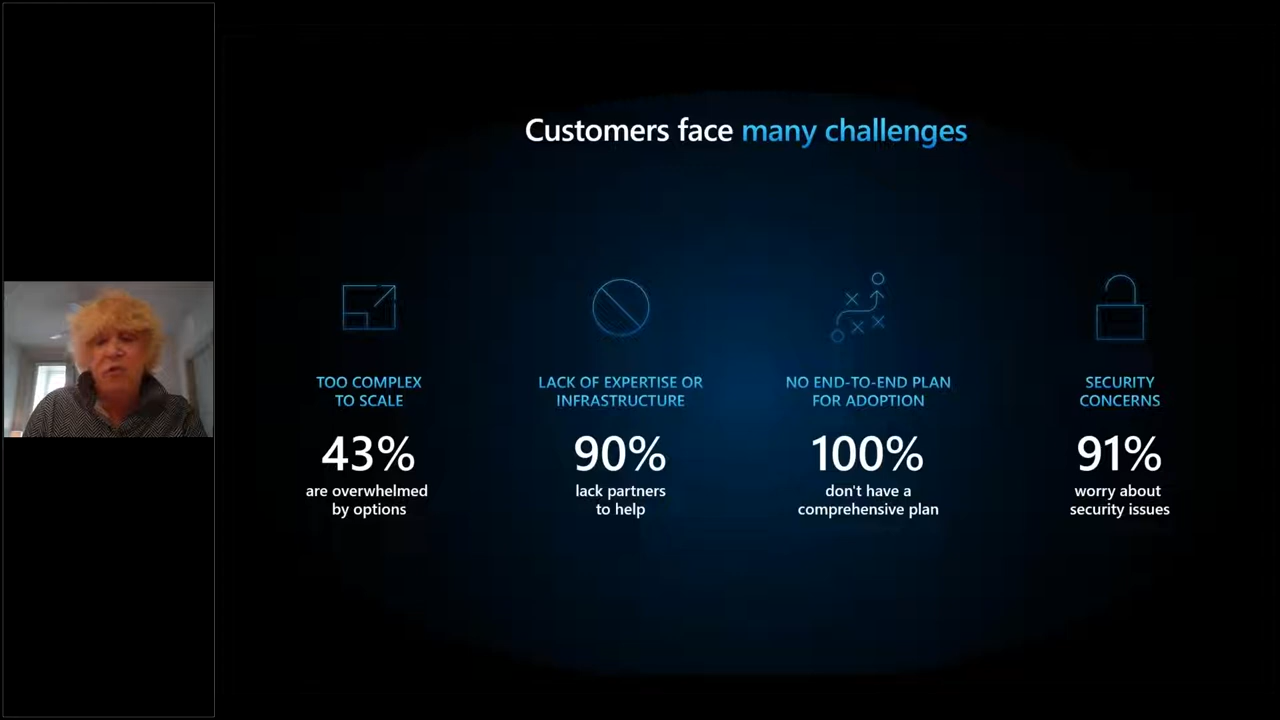 Customers face many challenges
TOO COMPLEX
TO SCALE
43%
are overwhelmed
by options
LACK OF EXPERTISE OR
INFRASTRUCTURE
90%
lack partners
to help
NO END-TO-END PLAN
FOR ADOPTION
100%
don't have a
comprehensive plan
SECURITY
CONCERNS
91%
worry about
security issues